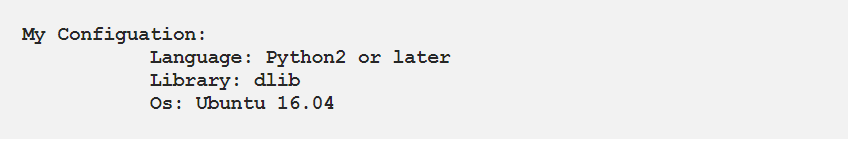 My Configuation:
Language: Python2 or later
Library: dlib
Os: Ubuntu 16.04